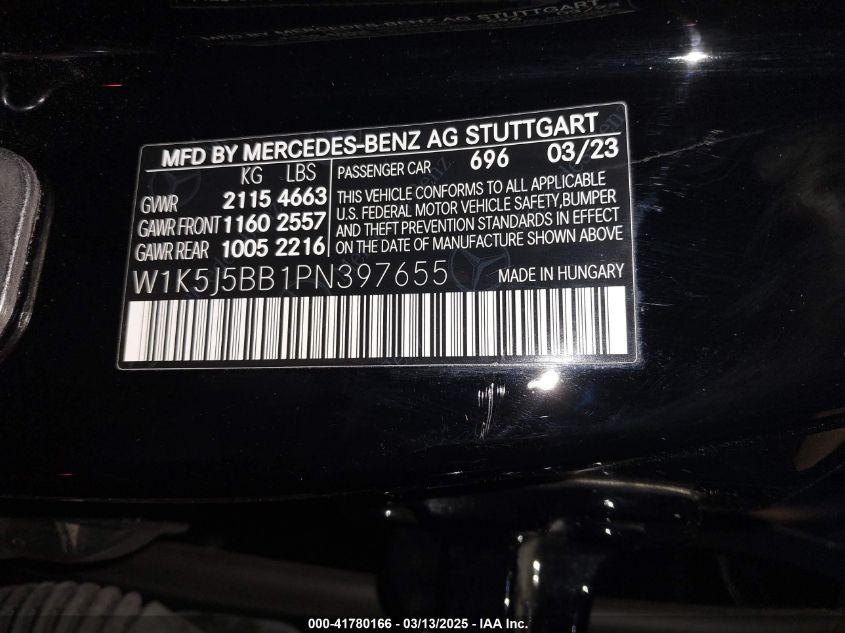 MFD BY MERCEDES-BENZ AG STUTTGART
KG LBS
GVWR 2115 4663
GAWR FRONT 1160 2557
GAWR REAR 1005 2216
PASSENGER CAR 696 03/23
THIS VEHICLE CONFORMS TO ALL APPLICABLE
U.S. FEDERAL MOTOR VEHICLE SAFETY,BUMPER
AND THEFT PREVENTION STANDARDS IN EFFECT
ON THE DATE OF MANUFACTURE SHOWN ABOVE
W1K5J5BB1PN397655
MADE IN HUNGARY
000-41780166 - 03/13/2025 - IAA Inc.